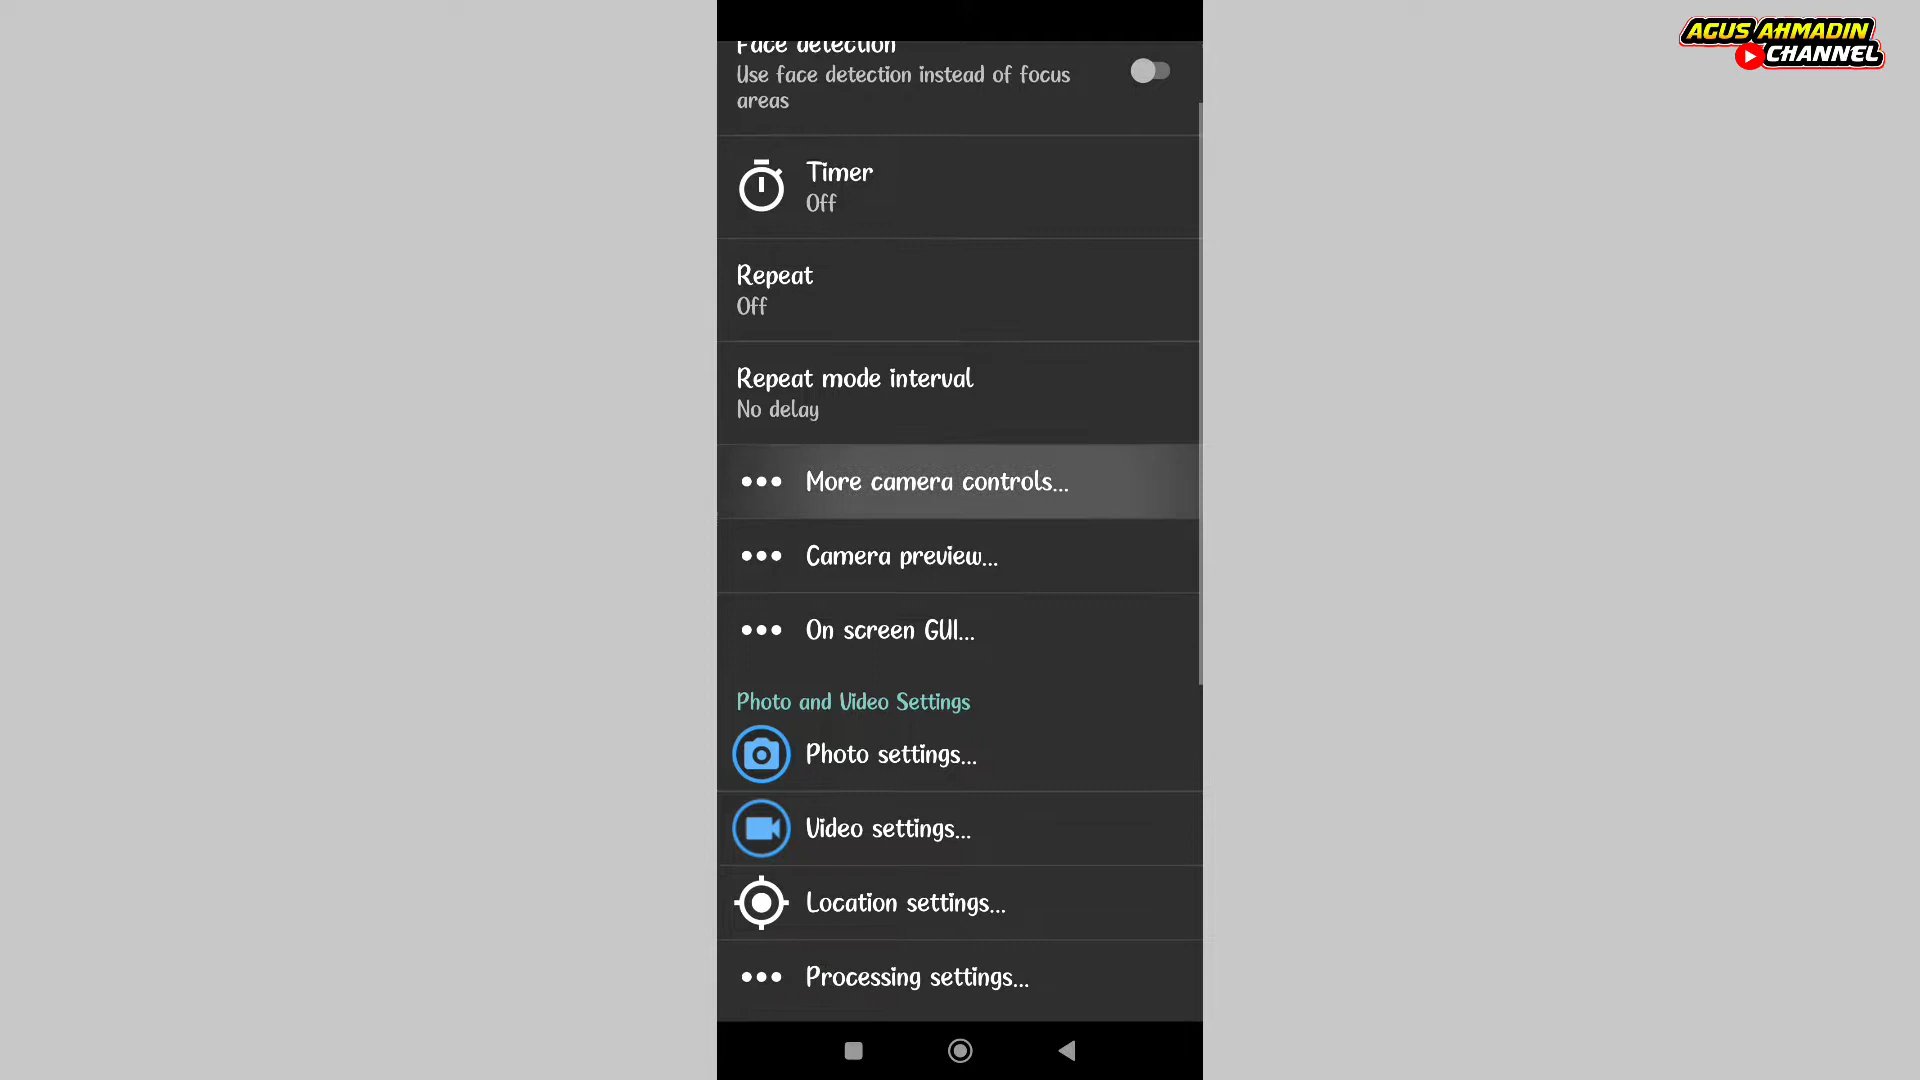 AGUS AHMADIN
CHANNEL
Face detection
Use face detection instead of focus
areas
Timer
Off
Repeat
Off
Repeat mode interval
No delay
More camera controls...
Camera preview...
On screen GUI...
Photo and Video Settings
Photo settings...
Video settings...
Location settings...
Processing settings...